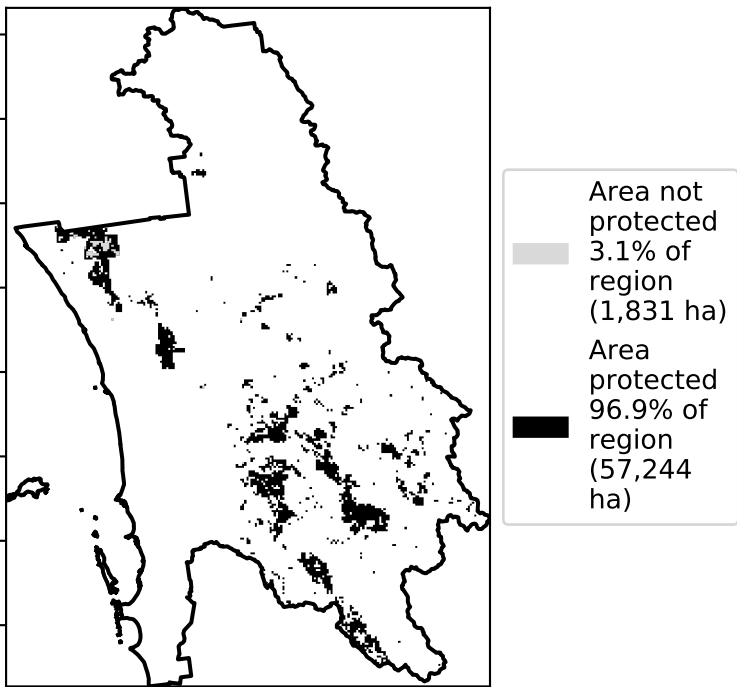 Area not
protected
3.1% of
region
(1,831 ha)
Area
protected
96.9% of
region
(57,244
ha)